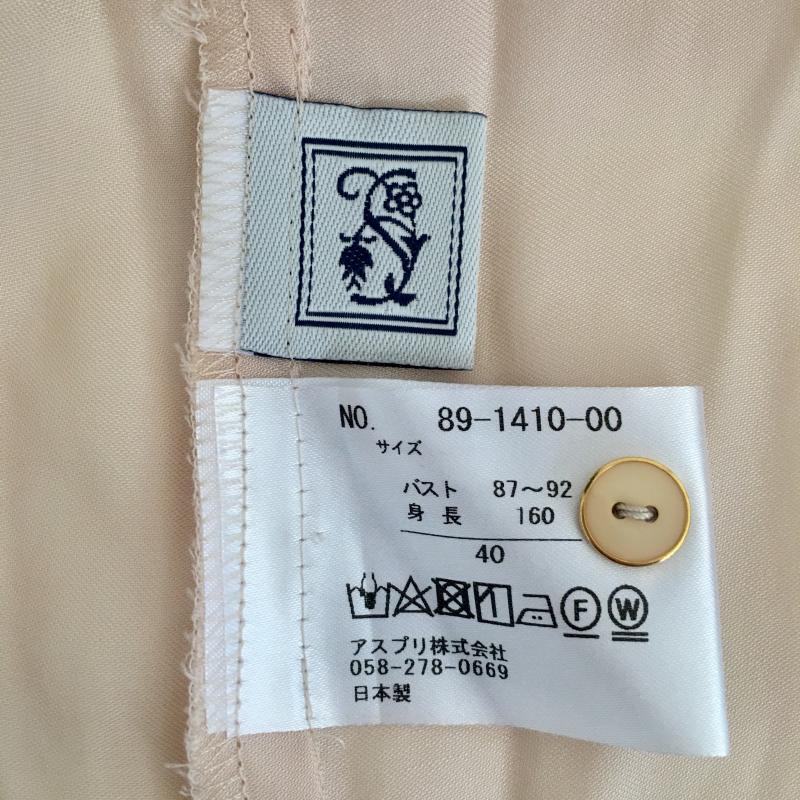 NO. 89-1410-00
サイズ
バスト 87～92
身長 160
40
F W
アスプリ株式会社
058-278-0669
日本製